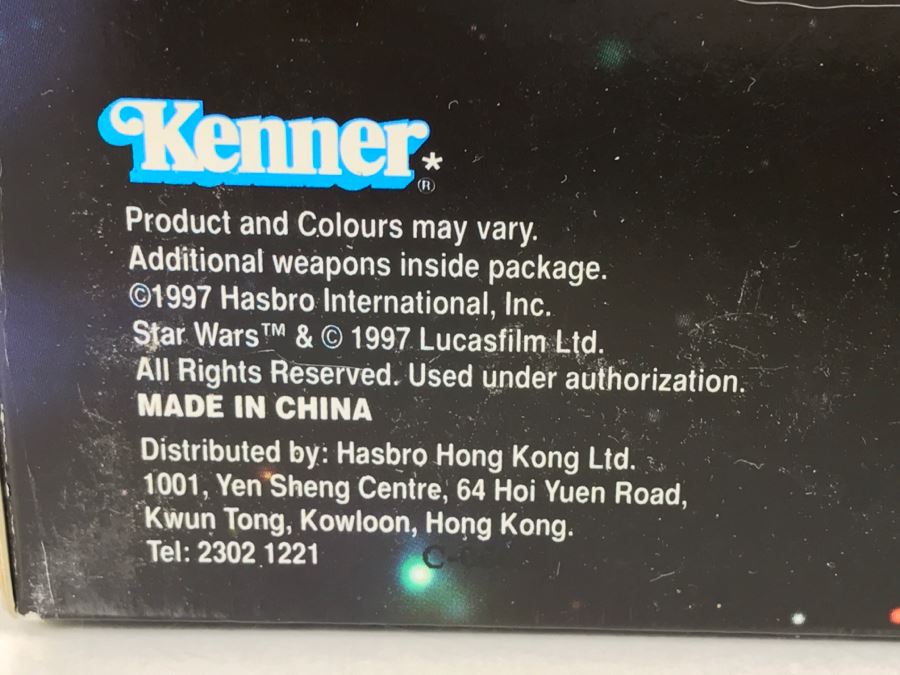 Kenner*®
Product and Colours may vary.
Additional weapons inside package.
©1997 Hasbro International, Inc.
Star Wars™ & © 1997 Lucasfilm Ltd.
All Rights Reserved. Used under authorization.
MADE IN CHINA
Distributed by: Hasbro Hong Kong Ltd.
1001, Yen Sheng Centre, 64 Hoi Yuen Road,
Kwun Tong, Kowloon, Hong Kong.
Tel: 2302 1221